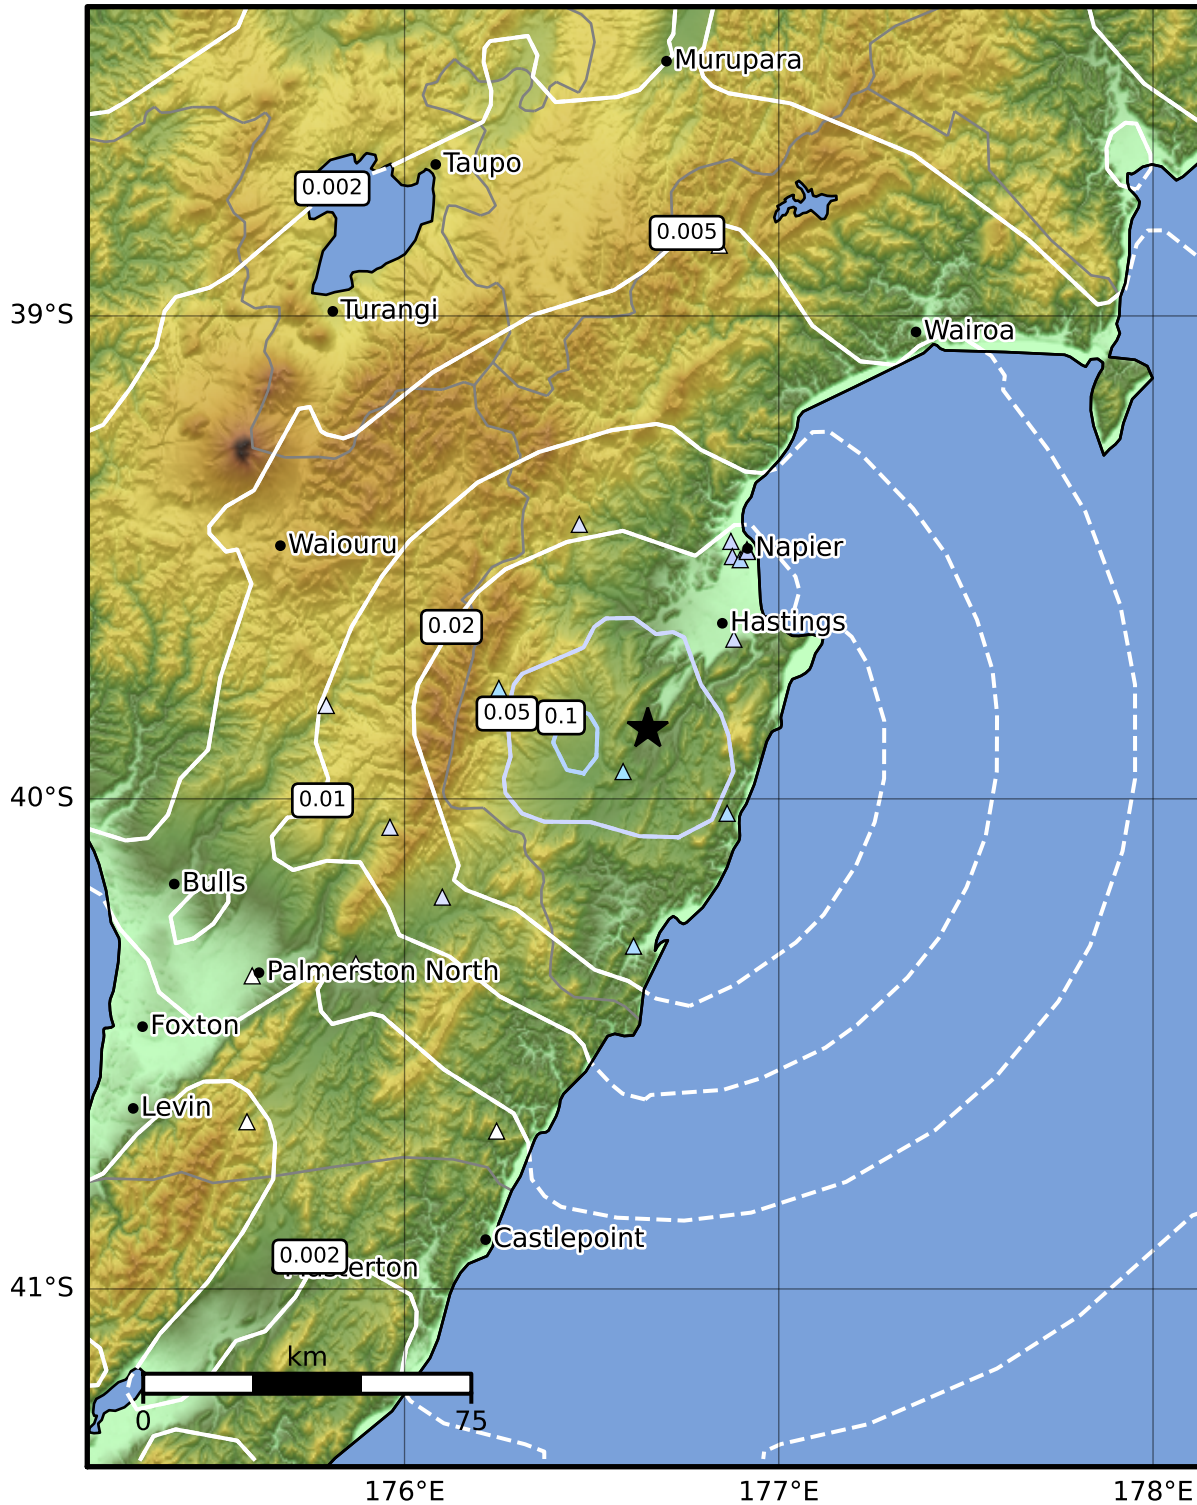 Murupara
Taupo
0.002
0.005
39°S
Turangi
Wairoa
Waiouru
Napier
Hastings
0.02
0.05
0.1
40°S
0.01
Bulls
Palmerston North
Foxton
Levin
Castlepoint
0.002
41°S
km
0
75
176°E
177°E
178°E